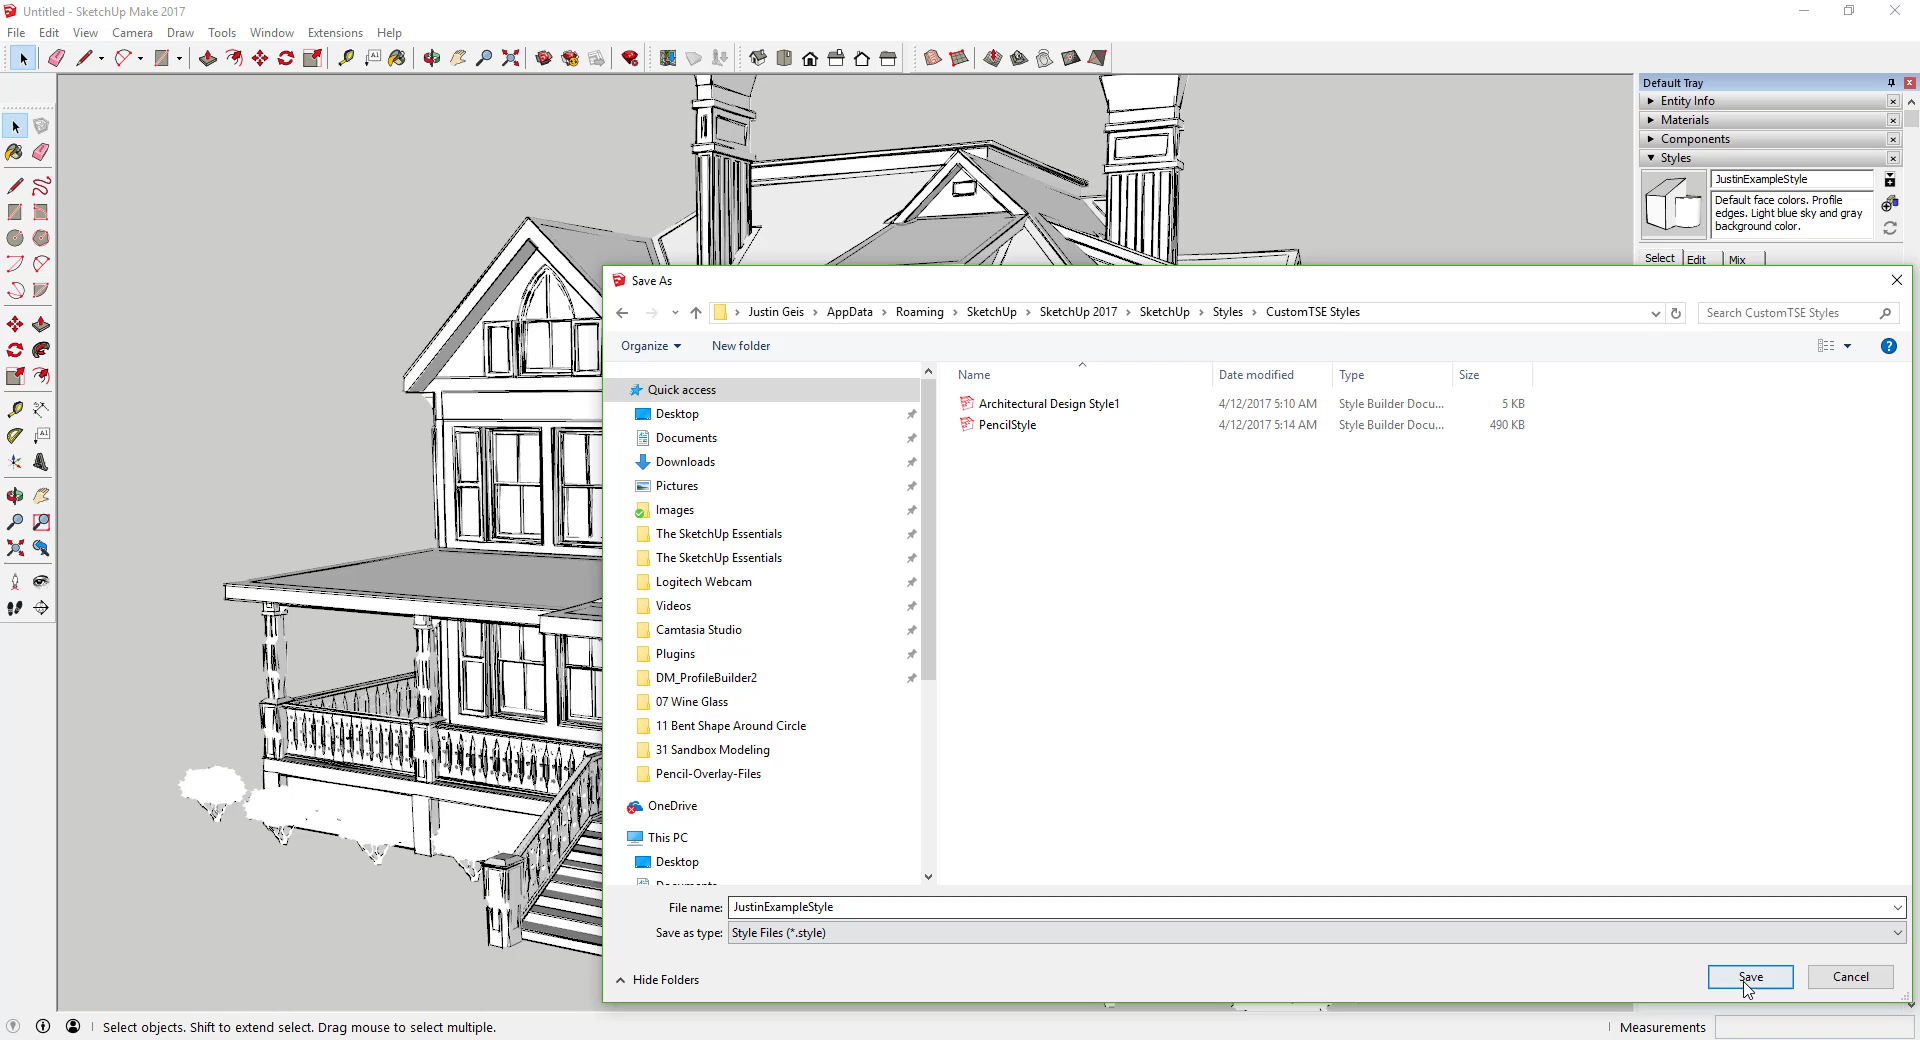 Untitled - SketchUp Make 2017
File Edit View Camera Draw Tools Window Extensions Help
Default Tray
Entity Info
Materials
Components
Styles
JustinExampleStyle
Default face colors. Profile
edges. Light blue sky and gray
background color.
Select Edit Mix
Save As
Justin Geis › AppData › Roaming › SketchUp › SketchUp 2017 › SketchUp › Styles › CustomTSE Styles
Search CustomTSE Styles
Organize New folder
Name Date modified Type Size
Architectural Design Style1 4/12/2017 5:10 AM Style Builder Docu... 5 KB
PencilStyle 4/12/2017 5:14 AM Style Builder Docu... 490 KB
Quick access
Desktop
Documents
Downloads
Pictures
Images
The SketchUp Essentials
The SketchUp Essentials
Logitech Webcam
Videos
Camtasia Studio
Plugins
DM_ProfileBuilder2
07 Wine Glass
11 Bent Shape Around Circle
31 Sandbox Modeling
Pencil-Overlay-Files
OneDrive
This PC
Desktop
Documents
File name: JustinExampleStyle
Save as type: Style Files (*.style)
Hide Folders
Save Cancel
Select objects. Shift to extend select. Drag mouse to select multiple.
Measurements